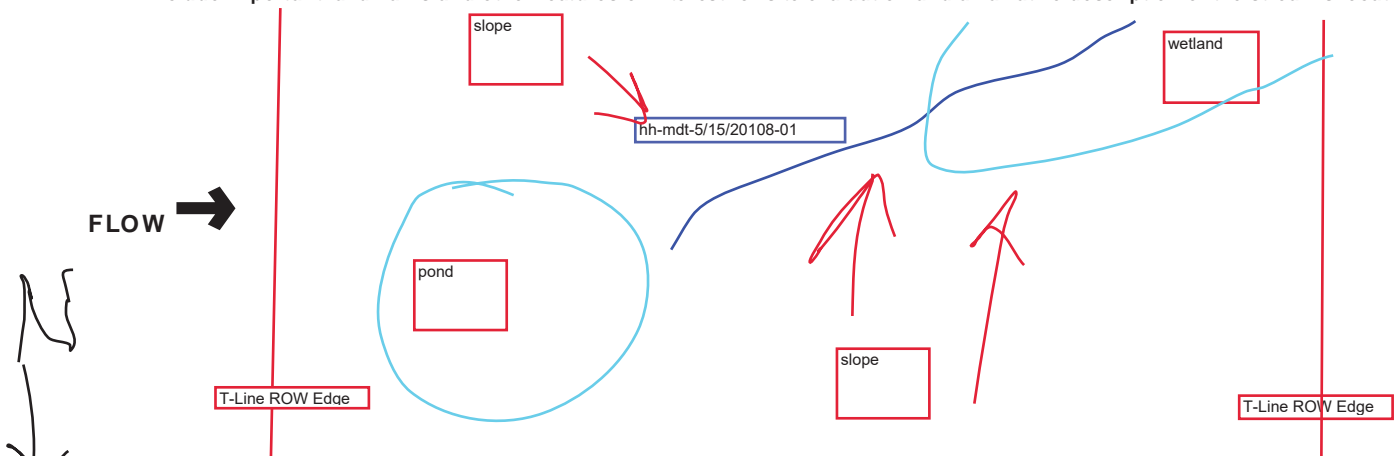 slope
wetland
hh-mdt-5/15/20108-01
FLOW
N
pond
slope
T-Line ROW Edge
T-Line ROW Edge